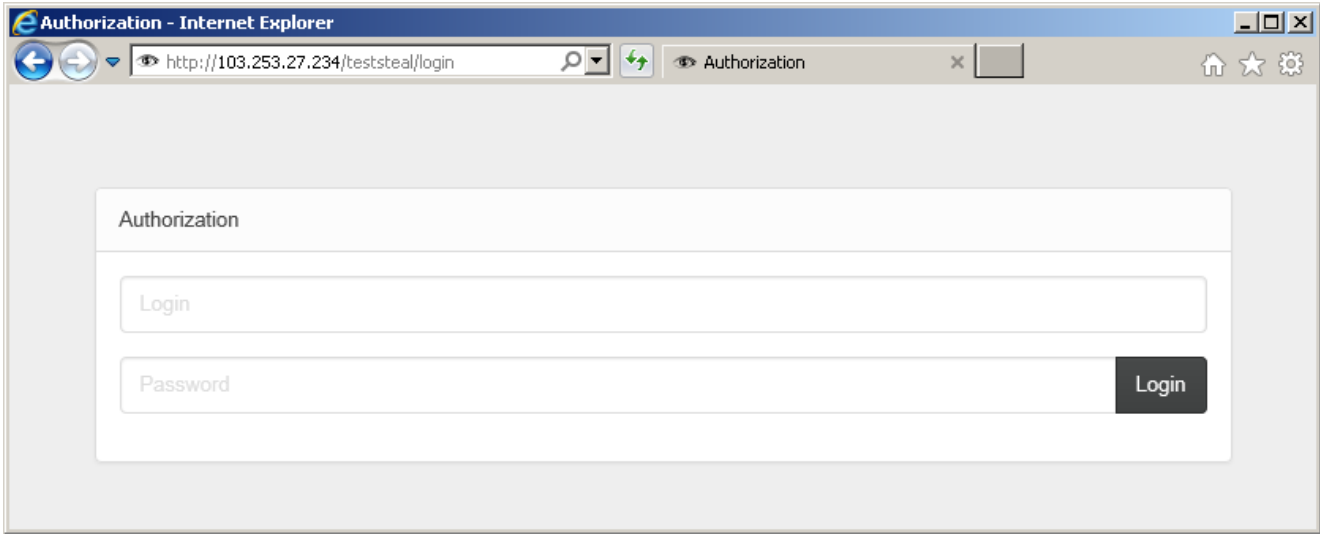 Authorization - Internet Explorer
http://103.253.27.234/teststeal/login
Authorization
Authorization
Login
Password
Login